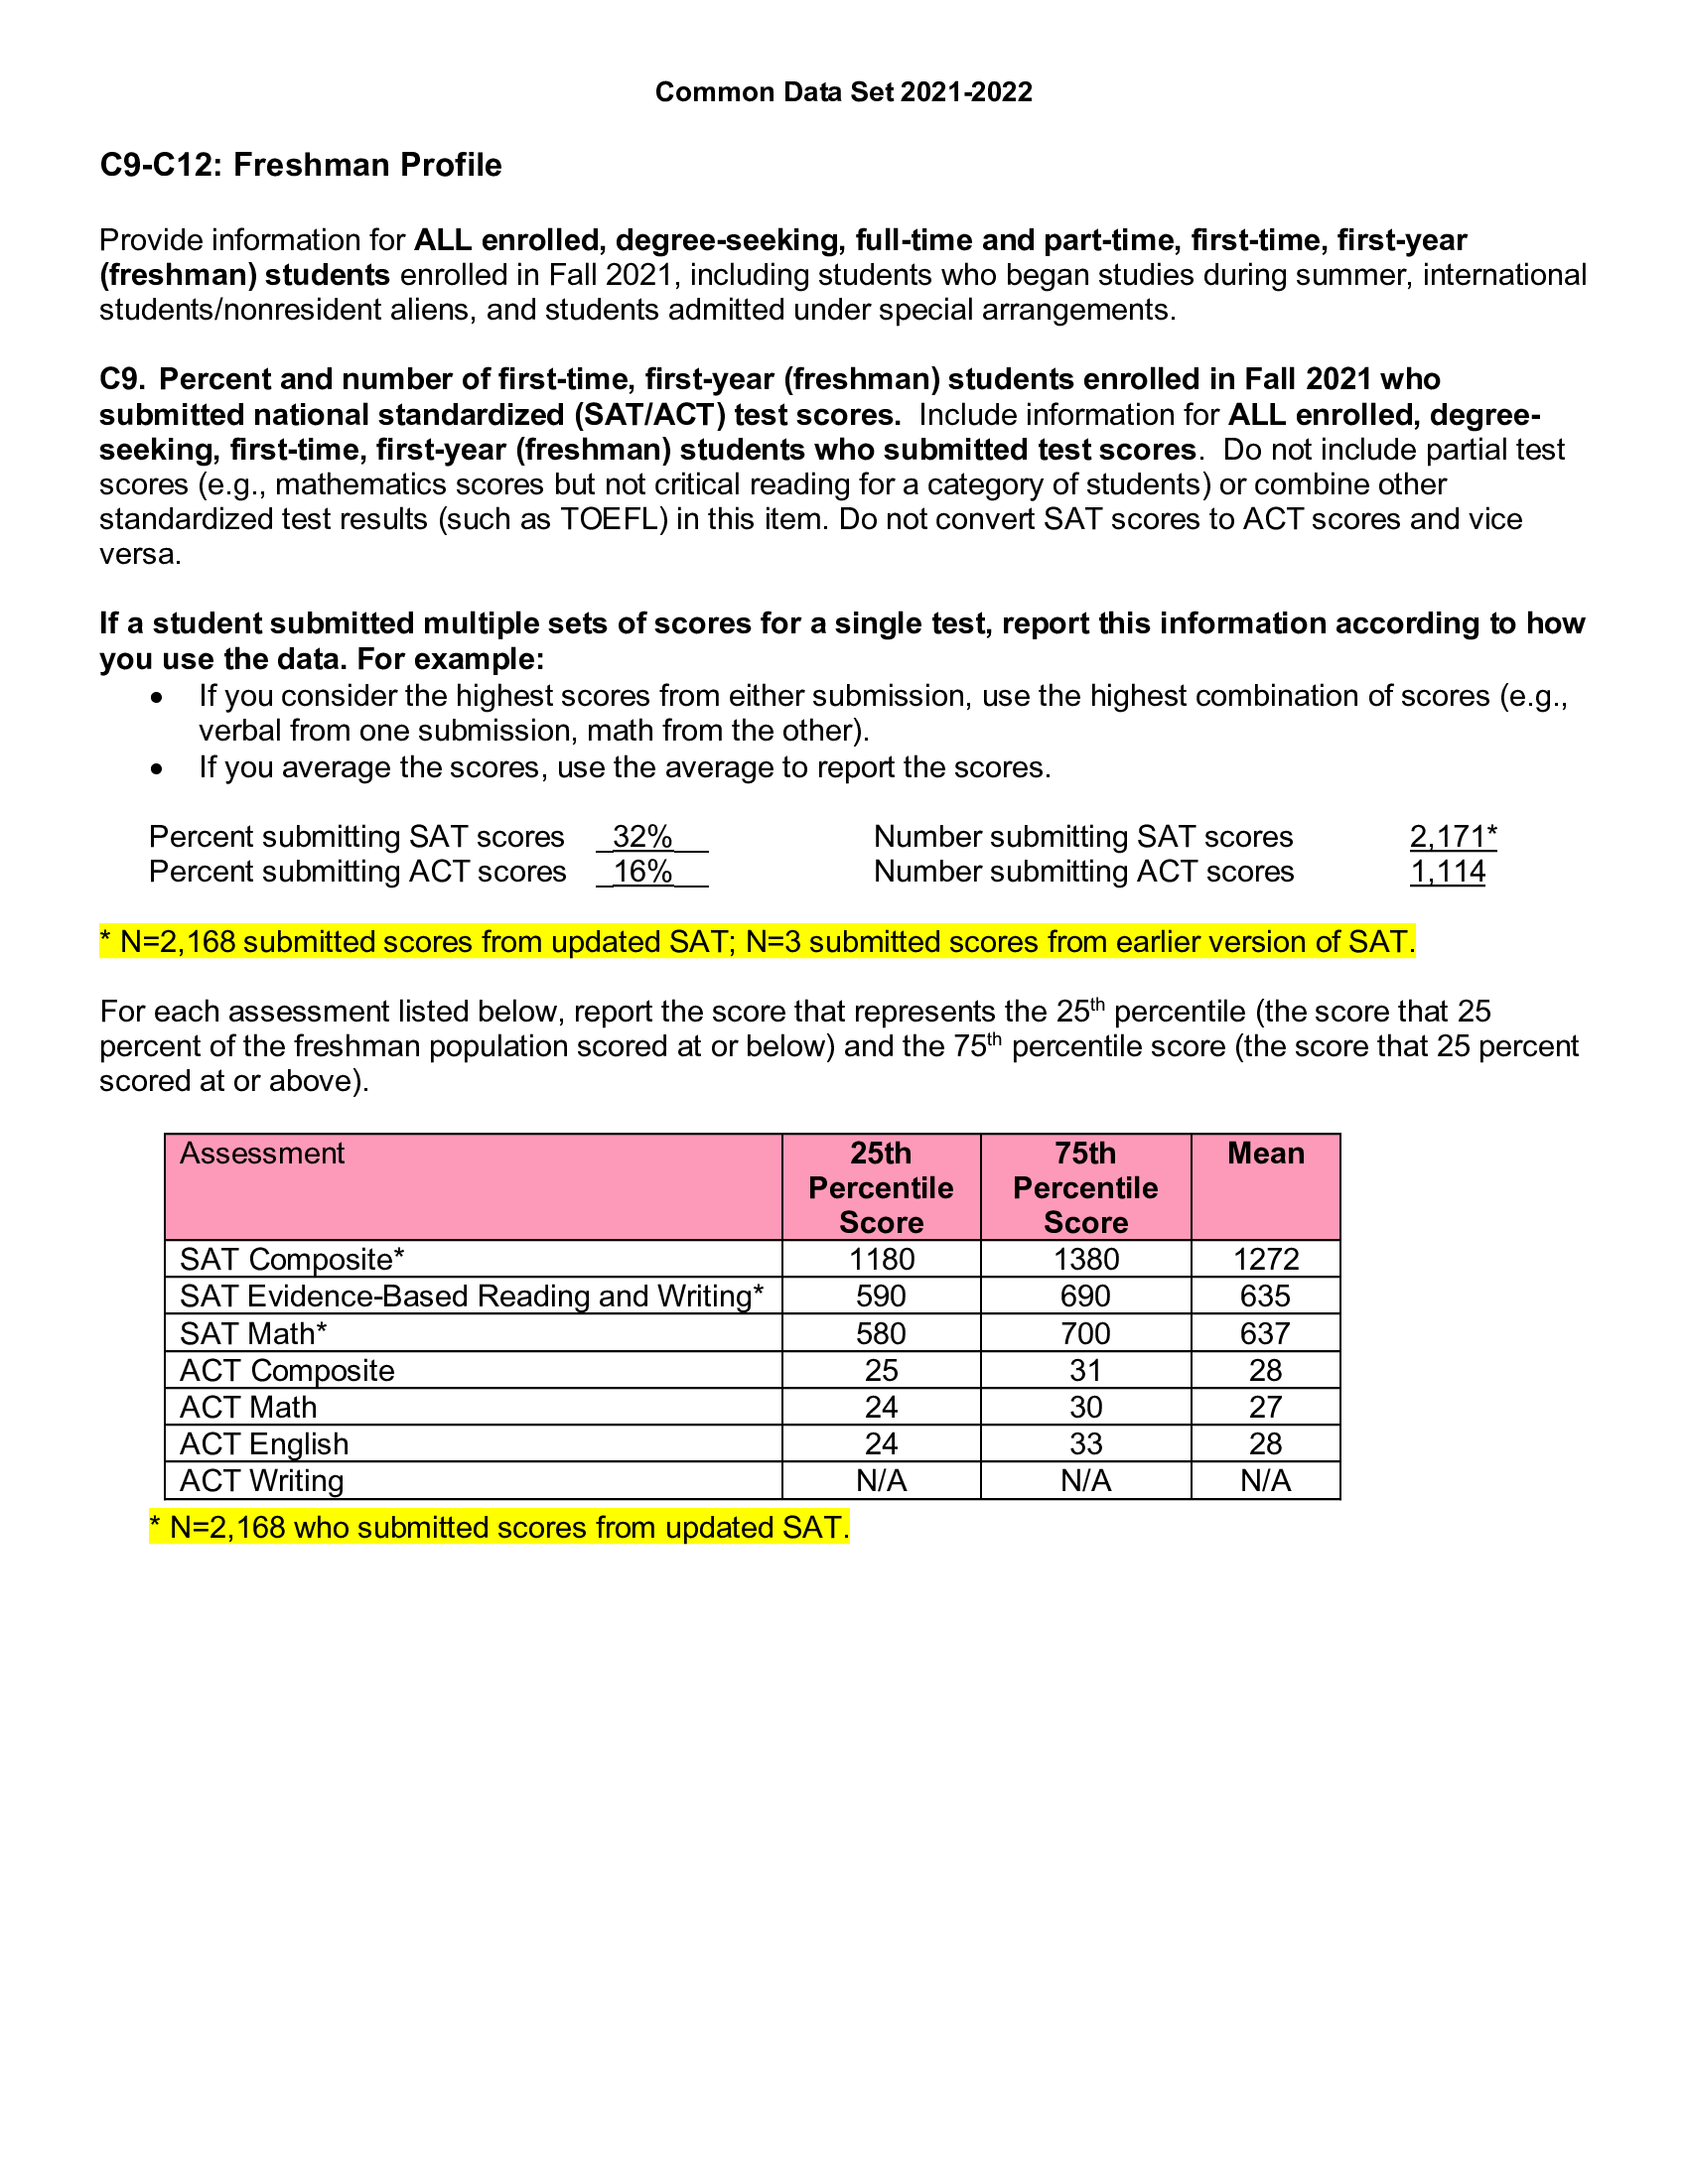 Common Data Set 2021-2022
C9-C12: Freshman Profile
Provide information for ALL enrolled, degree-seeking, full-time and part-time, first-time, first-year
(freshman) students enrolled in Fall 2021, including students who began studies during summer, international
students/nonresident aliens, and students admitted under special arrangements.
C9. Percent and number of first-time, first-year (freshman) students enrolled in Fall 2021 who
submitted national standardized (SAT/ACT) test scores. Include information for ALL enrolled, degree-
seeking, first-time, first-year (freshman) students who submitted test scores. Do not include partial test
scores (e.g., mathematics scores but not critical reading for a category of students) or combine other
standardized test results (such as TOEFL) in this item. Do not convert SAT scores to ACT scores and vice
versa.
If a student submitted multiple sets of scores for a single test, report this information according to how
you use the data. For example:
• If you consider the highest scores from either submission, use the highest combination of scores (e.g.,
verbal from one submission, math from the other).
• If you average the scores, use the average to report the scores.
Percent submitting SAT scores 32% Number submitting SAT scores 2,171*
Percent submitting ACT scores 16% Number submitting ACT scores 1,114
* N=2,168 submitted scores from updated SAT; N=3 submitted scores from earlier version of SAT.
For each assessment listed below, report the score that represents the 25th percentile (the score that 25
percent of the freshman population scored at or below) and the 75th percentile score (the score that 25 percent
scored at or above).
Assessment 25th Percentile Score 75th Percentile Score Mean
SAT Composite* 1180 1380 1272
SAT Evidence-Based Reading and Writing* 590 690 635
SAT Math* 580 700 637
ACT Composite 25 31 28
ACT Math 24 30 27
ACT English 24 33 28
ACT Writing N/A N/A N/A
* N=2,168 who submitted scores from updated SAT.